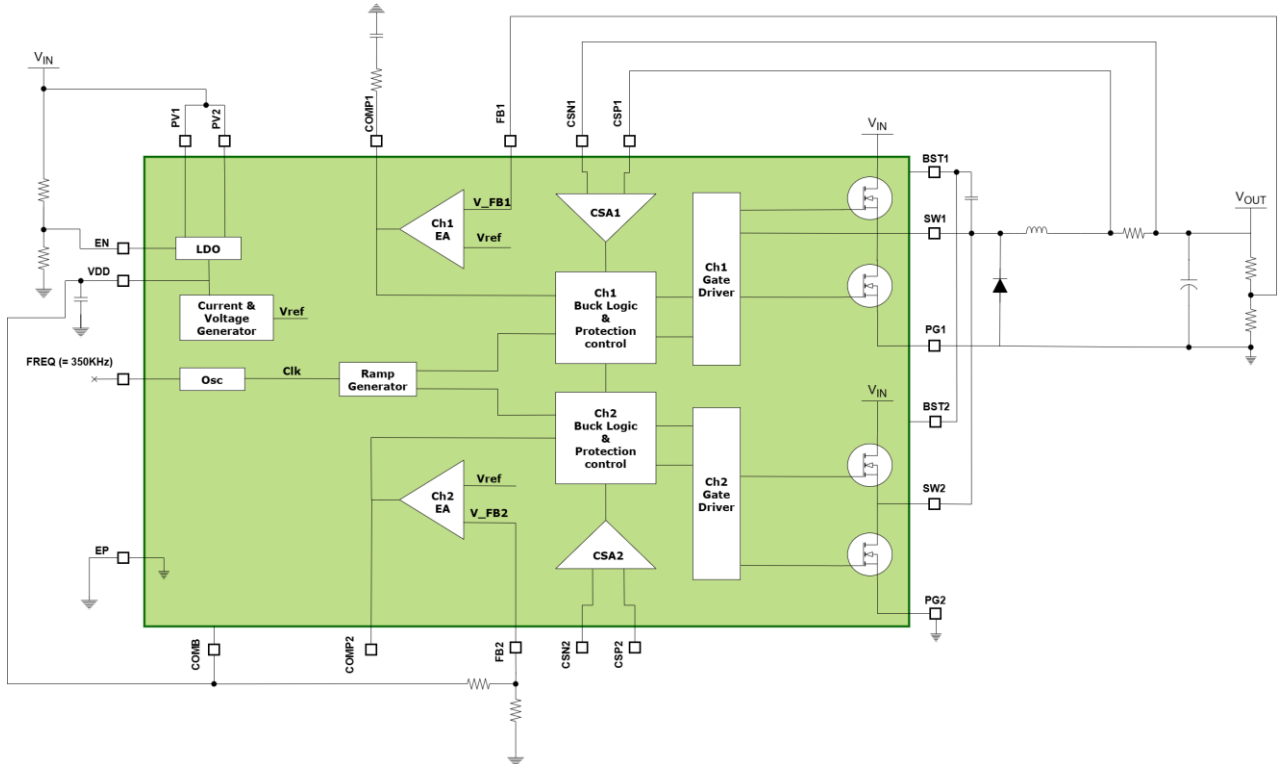 VIN
PV1
PV2
COMP1
FB1
CSN1
CSP1
VIN
BST1
V_FB1
Ch1
EA
Vref
CSA1
SW1
VOUT
EN
LDO
VDD
Ch1
Gate
Driver
Ch1
Buck Logic
&
Protection
control
Current &
Voltage
Generator
Vref
PG1
FREQ (= 350KHz)
Osc
Clk
Ramp
Generator
VIN
BST2
Ch2
Buck Logic
&
Protection
control
Ch2
EA
Vref
V_FB2
Ch2
Gate
Driver
SW2
EP
CSA2
PG2
COMB
COMP2
FB2
CSN2
CSP2